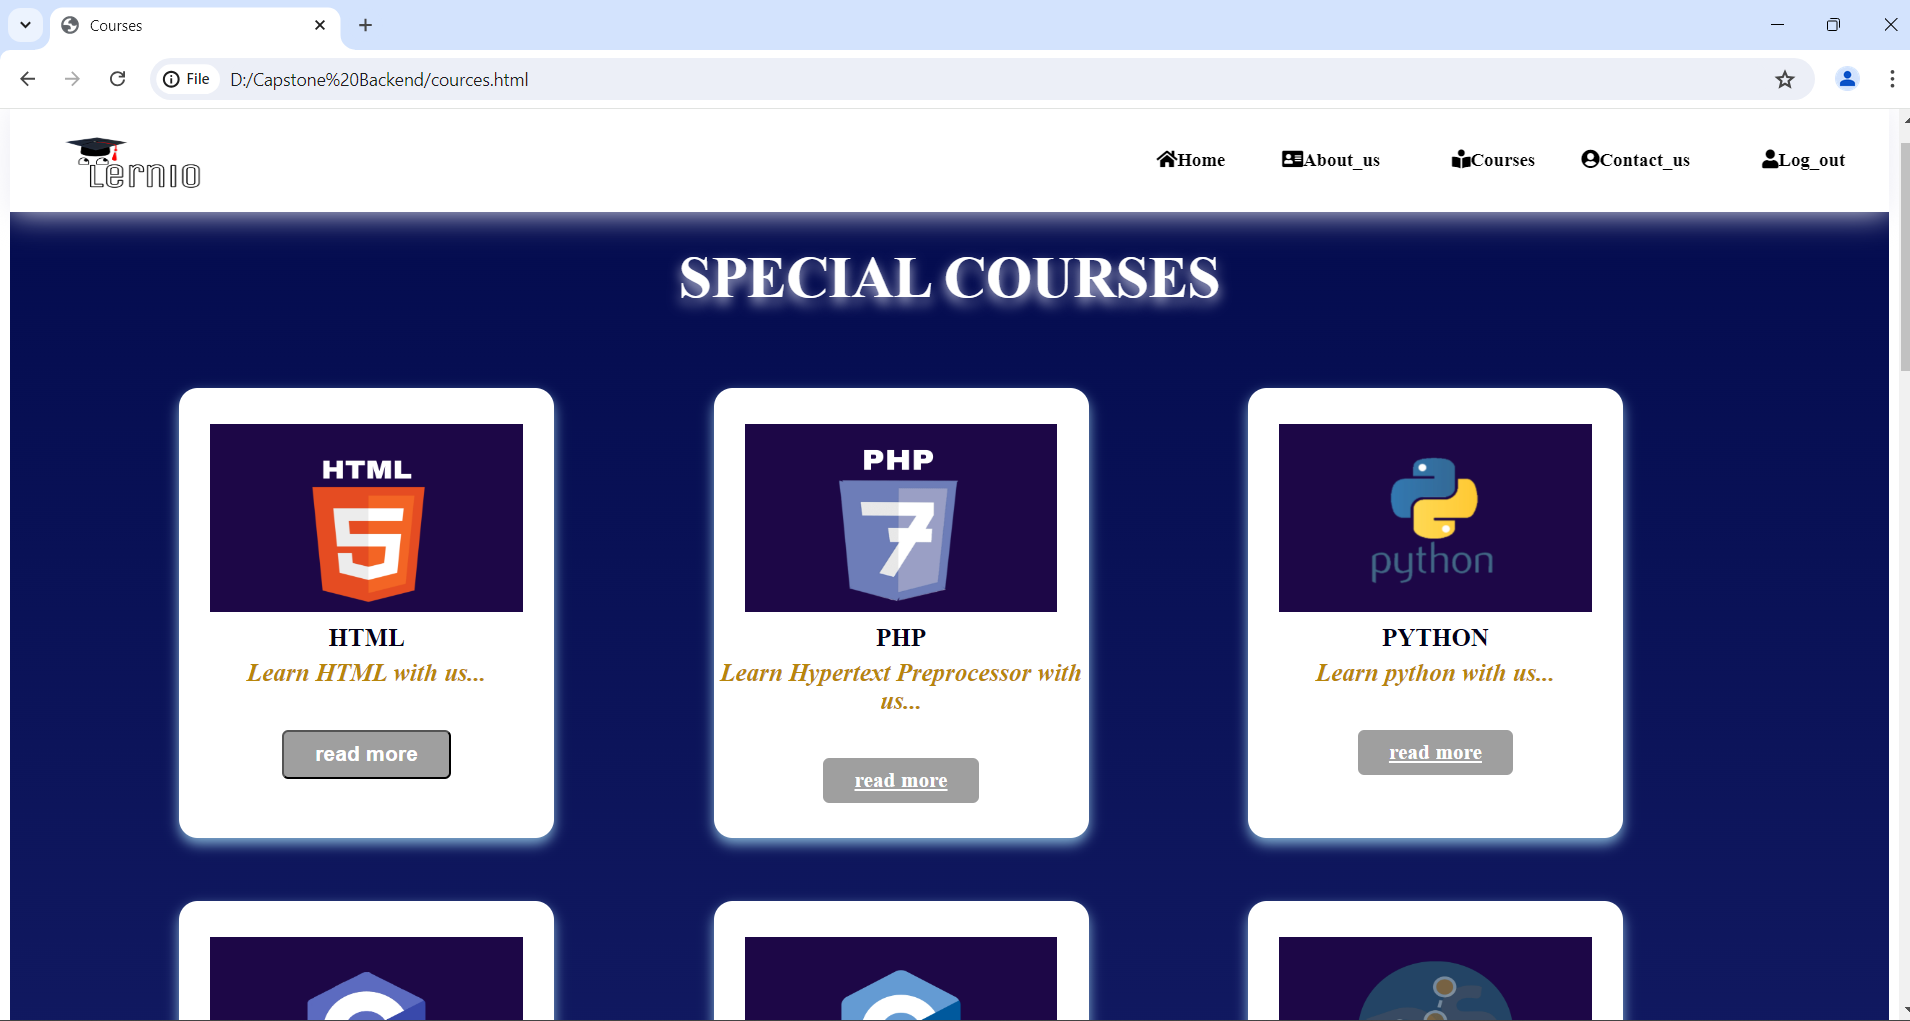 Courses
File D:/Capstone%20Backend/cources.html
Lernio
Home About_us Courses Contact_us Log_out
SPECIAL COURSES
HTML
5
HTML
Learn HTML with us...
read more
PHP
7
PHP
Learn Hypertext Preprocessor with
us...
read more
python
PYTHON
Learn python with us...
read more